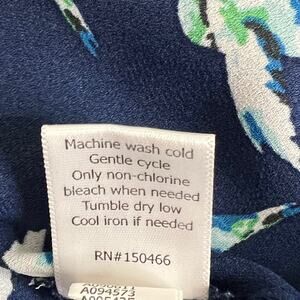 Machine wash cold
Gentle cycle
Only non-chlorine
bleach when needed
Tumble dry low
Cool iron if needed
RN#150466
A094573